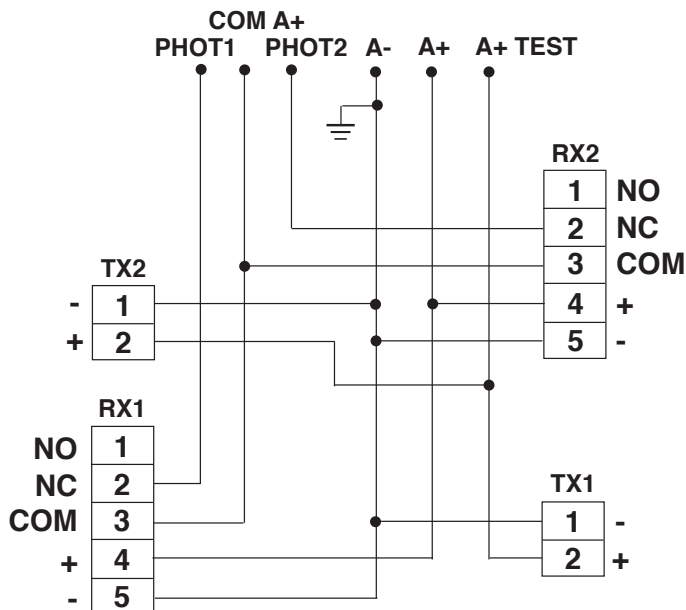 COM A+
PHOT1 PHOT2 A- A+ A+ TEST
RX2
1 NO
2 NC
3 COM
4 +
5 -
TX2
- 1
+ 2
RX1
NO 1
NC 2
COM 3
+ 4
- 5
TX1
1 -
2 +